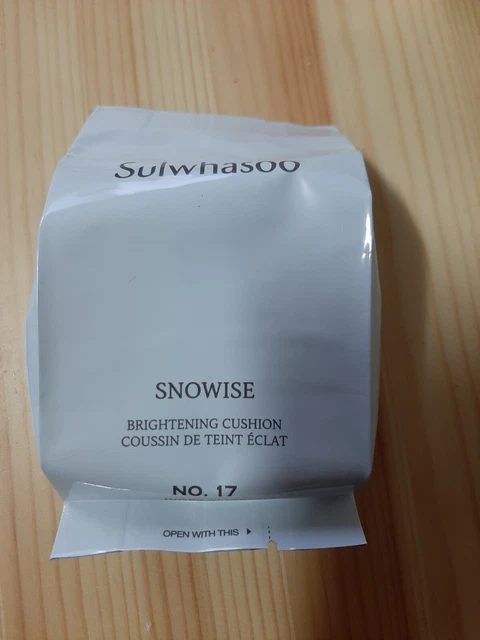 Sulwhasoo
SNOWISE
BRIGHTENING CUSHION
COUSSIN DE TEINT ÉCLAT
NO. 17
OPEN WITH THIS